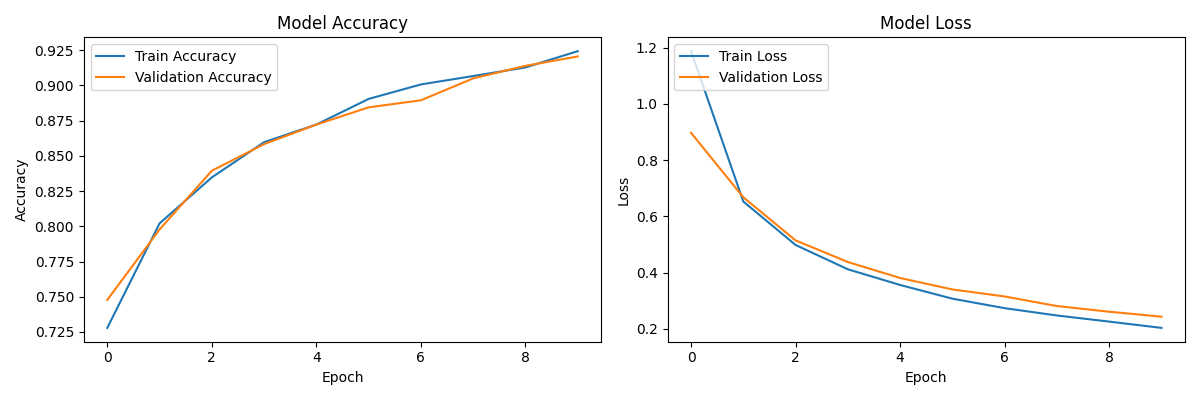 Model Accuracy
Train Accuracy
Validation Accuracy
0.925
0.900
0.875
0.850
0.825
0.800
0.775
0.750
0.725
Accuracy
0 2 4 6 8
Epoch
Model Loss
Train Loss
Validation Loss
1.2
1.0
0.8
0.6
0.4
0.2
Loss
0 2 4 6 8
Epoch